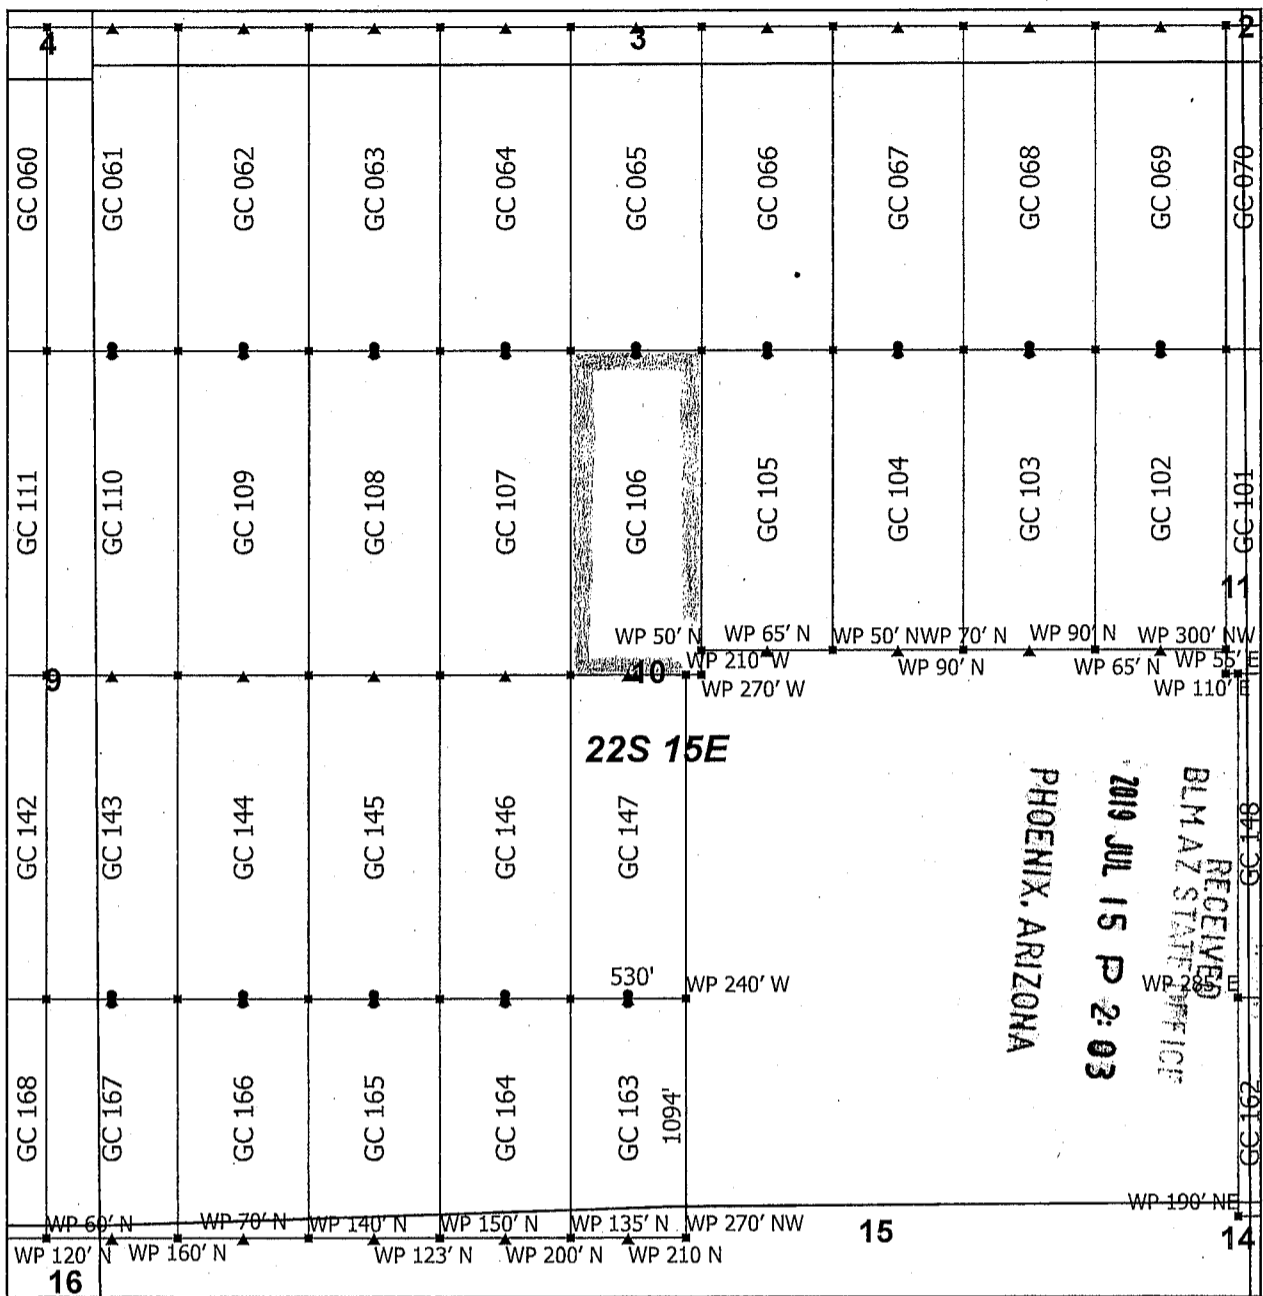 4
3
2
GC 060
GC 061
GC 062
GC 063
GC 064
GC 065
GC 066
GC 067
GC 068
GC 069
GC 070
GC 111
GC 110
GC 109
GC 108
GC 107
GC 106
GC 105
GC 104
GC 103
GC 102
GC 101
11
WP 50' N
WP 65' N
WP 50' N
WP 70' N
WP 90' N
WP 300' NW
WP 210' W
WP 90' N
WP 65' N
WP 55' E
9
10
WP 270' W
WP 110' E
22S 15E
GC 142
GC 143
GC 144
GC 145
GC 146
GC 147
GC 148
RECEIVED
BLM AZ STATE OFFICE
2019 JUL 15 P 2:03
PHOENIX, ARIZONA
530'
WP 240' W
WP 285' E
GC 168
GC 167
GC 166
GC 165
GC 164
GC 163
1094'
GC 162
WP 190' NE
WP 60' N
WP 70' N
WP 140' N
WP 150' N
WP 135' N
WP 270' NW
15
14
WP 120' N
WP 160' N
WP 123' N
WP 200' N
WP 210 N
16